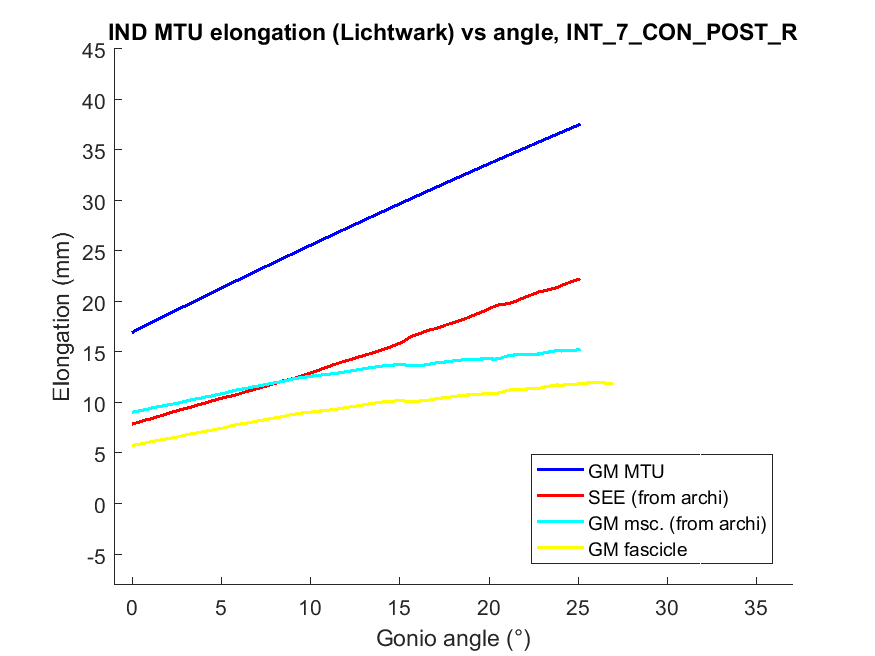 IND MTU elongation (Lichtwark) vs angle, INT_7_CON_POST_R
45
40
35
30
25
20
15
10
5
0
-5
Elongation (mm)
0 5 10 15 20 25 30 35
Gonio angle (°)
GM MTU
SEE (from archi)
GM msc. (from archi)
GM fascicle